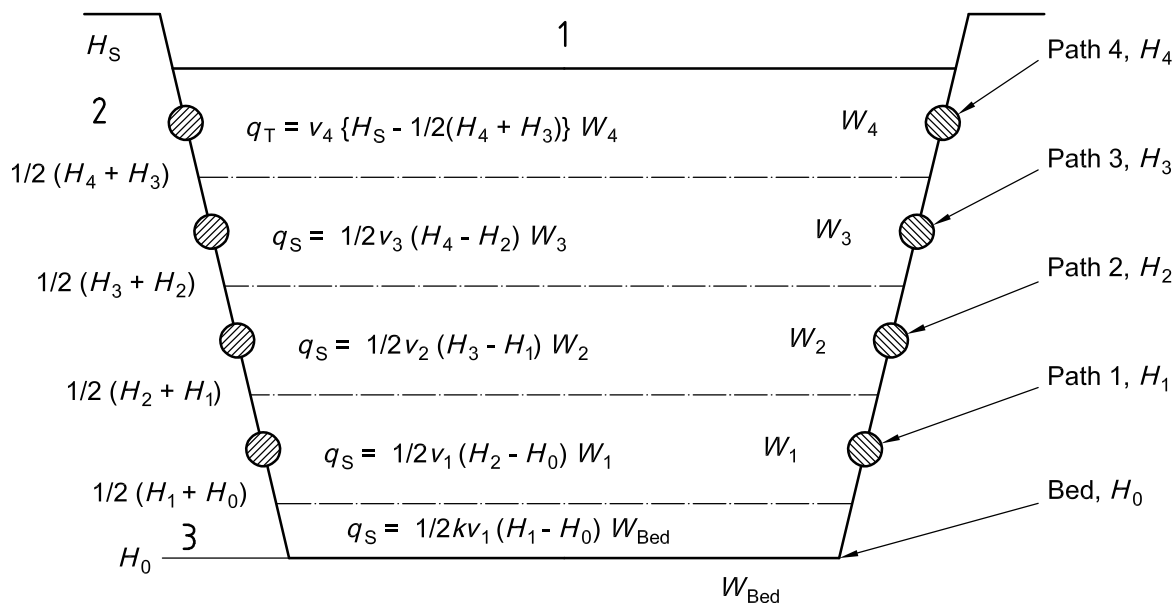 1
H_S
Path 4, H_4
2
q_T = v_4 {H_S - 1/2(H_4 + H_3)} W_4
W_4
1/2 (H_4 + H_3)
Path 3, H_3
q_S = 1/2v_3 (H_4 - H_2) W_3
W_3
1/2 (H_3 + H_2)
Path 2, H_2
q_S = 1/2v_2 (H_3 - H_1) W_2
W_2
1/2 (H_2 + H_1)
Path 1, H_1
q_S = 1/2v_1 (H_2 - H_0) W_1
W_1
1/2 (H_1 + H_0)
Bed, H_0
q_S = 1/2kv_1 (H_1 - H_0) W_Bed
3
H_0
W_Bed